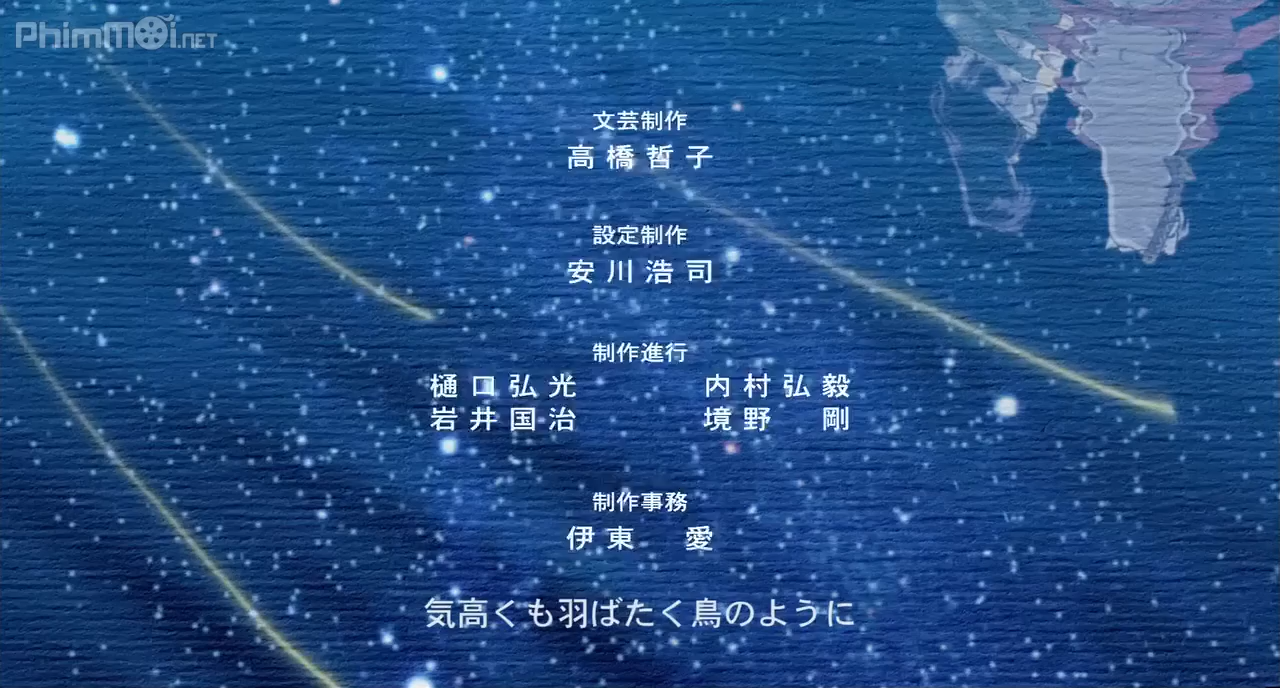 PhimMỡi.NET
文芸制作
高橋哲子
設定制作
安川浩司
制作進行
樋口弘光 内村弘毅
岩井国治 境野 剛
制作事務
伊東 愛
気高くも羽ばたく鳥のように